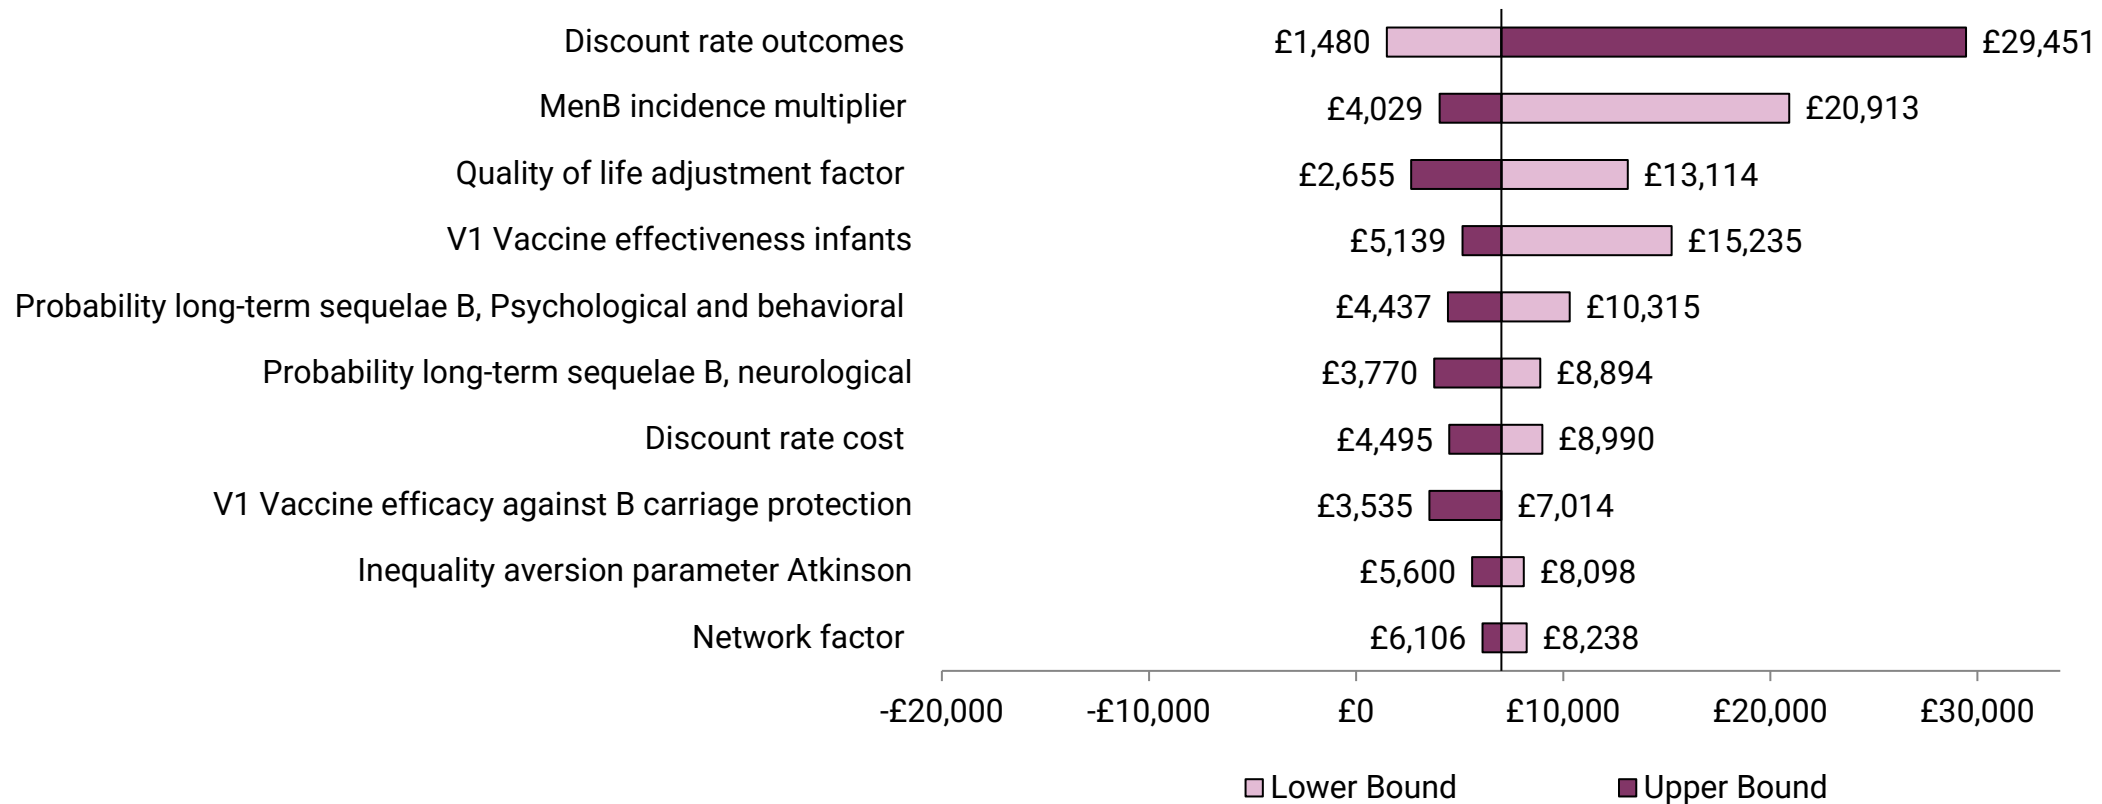 Discount rate outcomes £1,480 £29,451
MenB incidence multiplier £4,029 £20,913
Quality of life adjustment factor £2,655 £13,114
V1 Vaccine effectiveness infants £5,139 £15,235
Probability long-term sequelae B, Psychological and behavioral £4,437 £10,315
Probability long-term sequelae B, neurological £3,770 £8,894
Discount rate cost £4,495 £8,990
V1 Vaccine efficacy against B carriage protection £3,535 £7,014
Inequality aversion parameter Atkinson £5,600 £8,098
Network factor £6,106 £8,238
-£20,000 -£10,000 £0 £10,000 £20,000 £30,000
Lower Bound Upper Bound